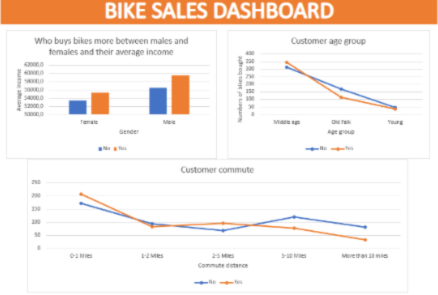 BIKE SALES DASHBOARD
Who buys bikes more between males and
females and their average income
62000,0
60000,0
58000,0
56000,0
54000,0
52000,0
50000,0
Average Income
Female
Male
Gender
No
Yes
Customer age group
400
350
300
250
200
150
100
50
0
Numbers of bikes bought
Middle age
Old
Young
Age group
No
Yes
Customer commute
250
200
150
100
50
0
0-1 Miles
1-2 Miles
2-5 Miles
5-10 Miles
More than 10 miles
Commute distance
No
Yes